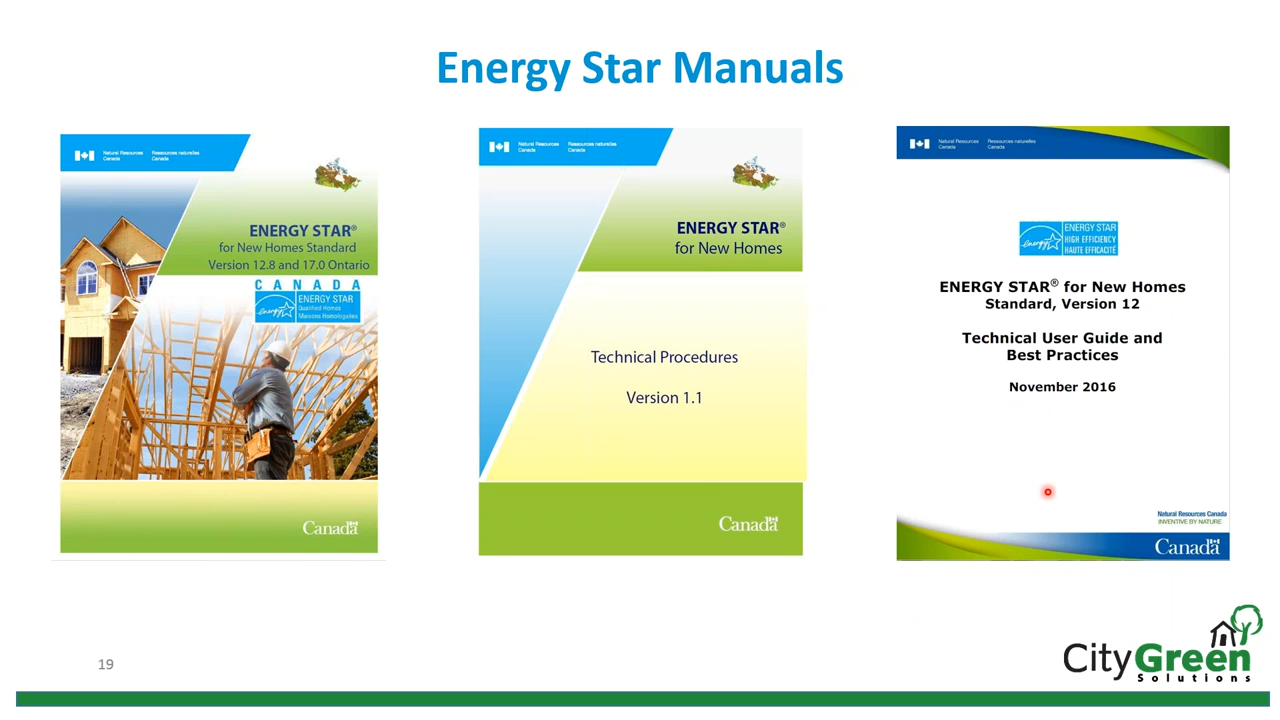 Energy Star Manuals
Natural Resources Canada
Ressources naturelles Canada
ENERGY STAR®
for New Homes Standard
Version 12.8 and 17.0 Ontario
CANADA
ENERGY STAR
Qualified Homes
Maisons Homologuées
energy
Canada
Natural Resources Canada
Ressources naturelles Canada
ENERGY STAR®
for New Homes
Technical Procedures
Version 1.1
Canada
Natural Resources Canada
Ressources naturelles Canada
energy
ENERGY STAR
HIGH EFFICIENCY
HAUTE EFFICACITÉ
ENERGY STAR® for New Homes
Standard, Version 12
Technical User Guide and
Best Practices
November 2016
Natural Resources Canada
INVENTIVE BY NATURE
Canada
19
CityGreen
Solutions